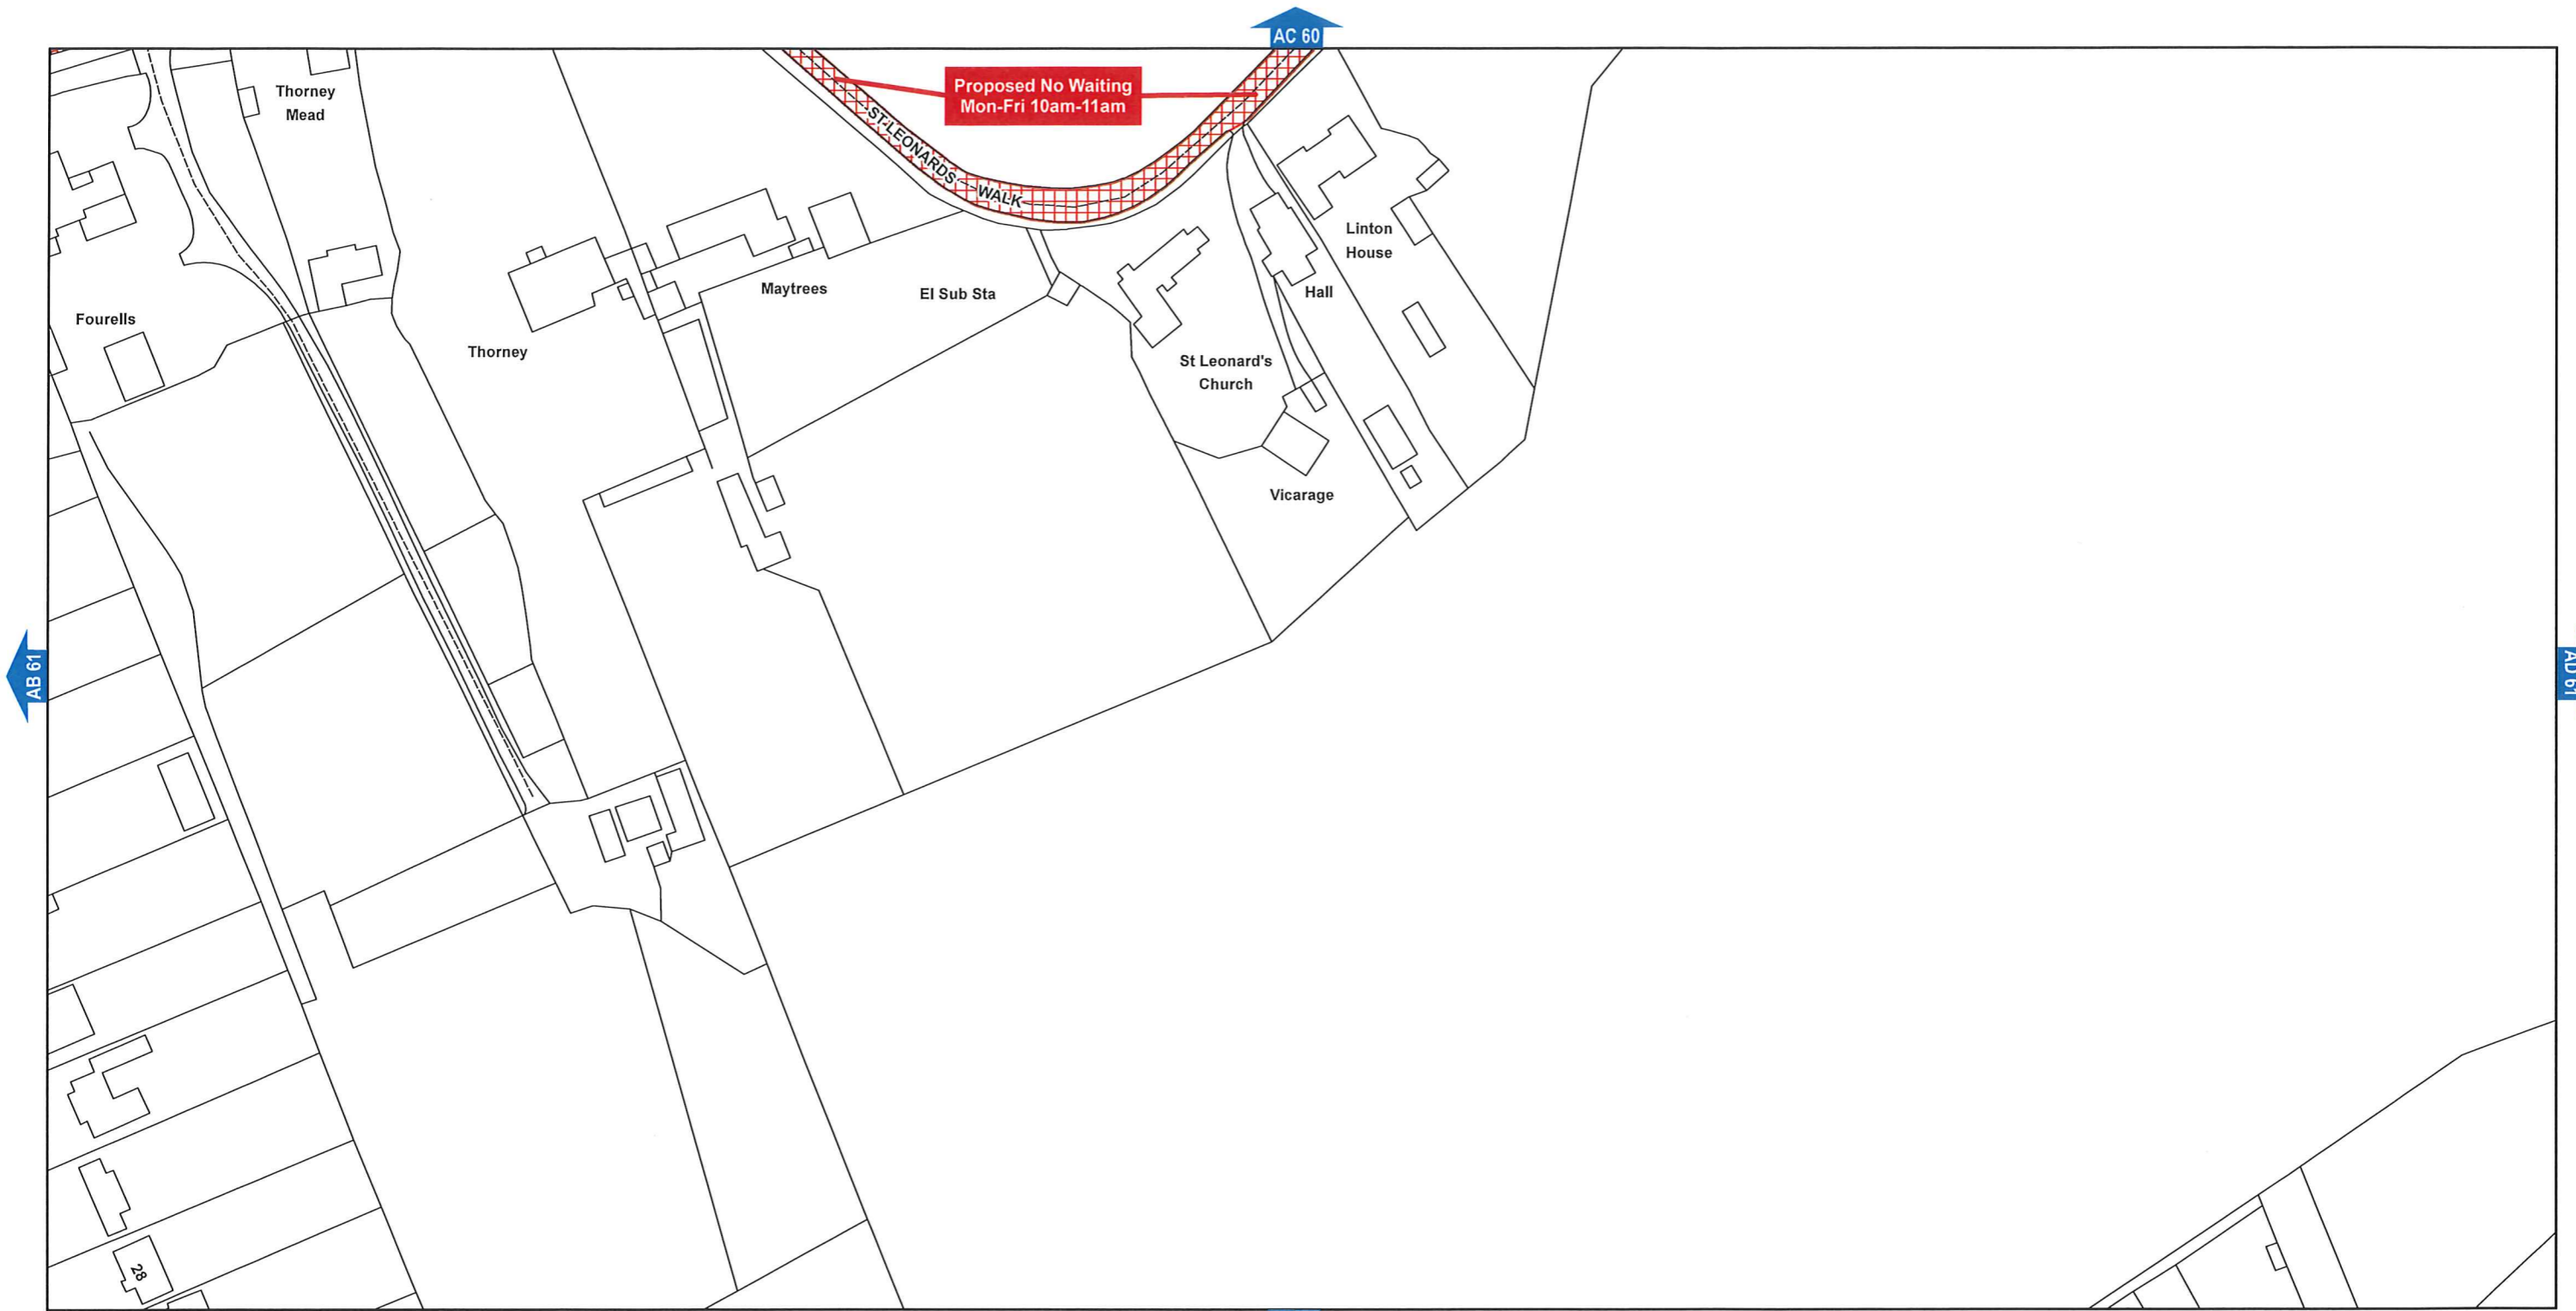 AC 60
Proposed No Waiting
Mon-Fri 10am-11am
Thorney
Mead
ST LEONARDS WALK
Linton
House
Maytrees
El Sub Sta
Hall
Fourells
Thorney
St Leonard's
Church
Vicarage
AB 61
AD 61
28